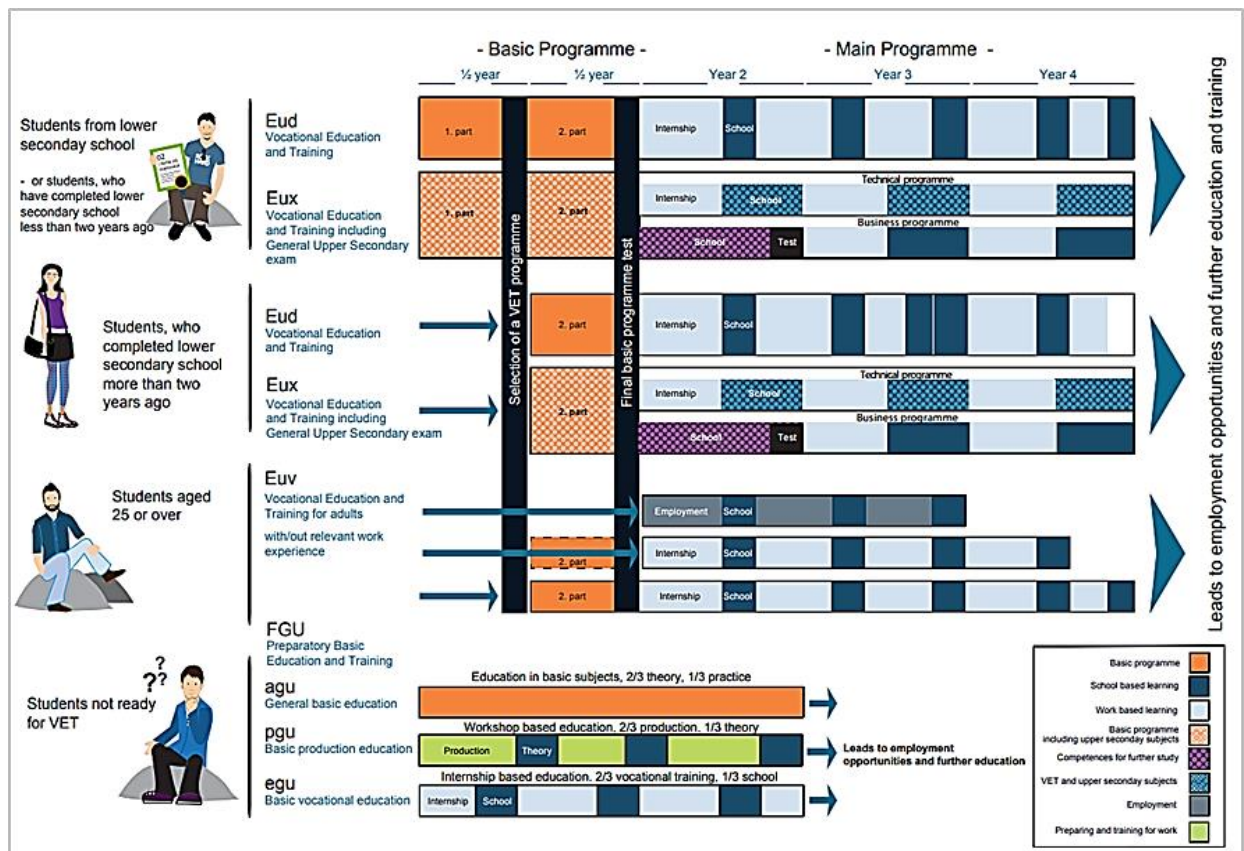 - Basic Programme -
- Main Programme -
½ year
½ year
Year 2
Year 3
Year 4
Students from lower
seconday school
- or students, who
have completed lower
secondary school
less than two years ago
Eud
Vocational Education
and Training
1. part
2. part
Internship
School
Eux
Vocational Education
and Training including
General Upper Secondary
exam
1. part
2. part
Technical programme
Internship
School
Business programme
School
Test
Selection of a VET programme
Final basic programme test
Students, who
completed lower
secondary school
more than two
years ago
Eud
Vocational Education
and Training
2. part
Internship
School
Eux
Vocational Education
and Training including
General Upper Secondary exam
2. part
Technical programme
Internship
School
Business programme
School
Test
Students aged
25 or over
Euv
Vocational Education and
Training for adults
with/out relevant work
experience
Employment
School
2. part
Internship
School
2. part
Internship
School
Leads to employment opportunities and further education and training
Students not ready
for VET
???
FGU
Preparatory Basic
Education and Training
agu
General basic education
Education in basic subjects, 2/3 theory, 1/3 practice
pgu
Basic production education
Workshop based education. 2/3 production. 1/3 theory
Production
Theory
egu
Basic vocational education
Internship based education. 2/3 vocational training, 1/3 school
Internship
School
Leads to employment
opportunities and further education
Basic programme
School based learning
Work based learning
Basic programme
including upper seconday subjects
Competences for further study
VET and upper seconday subjects
Employment
Preparing and training for work